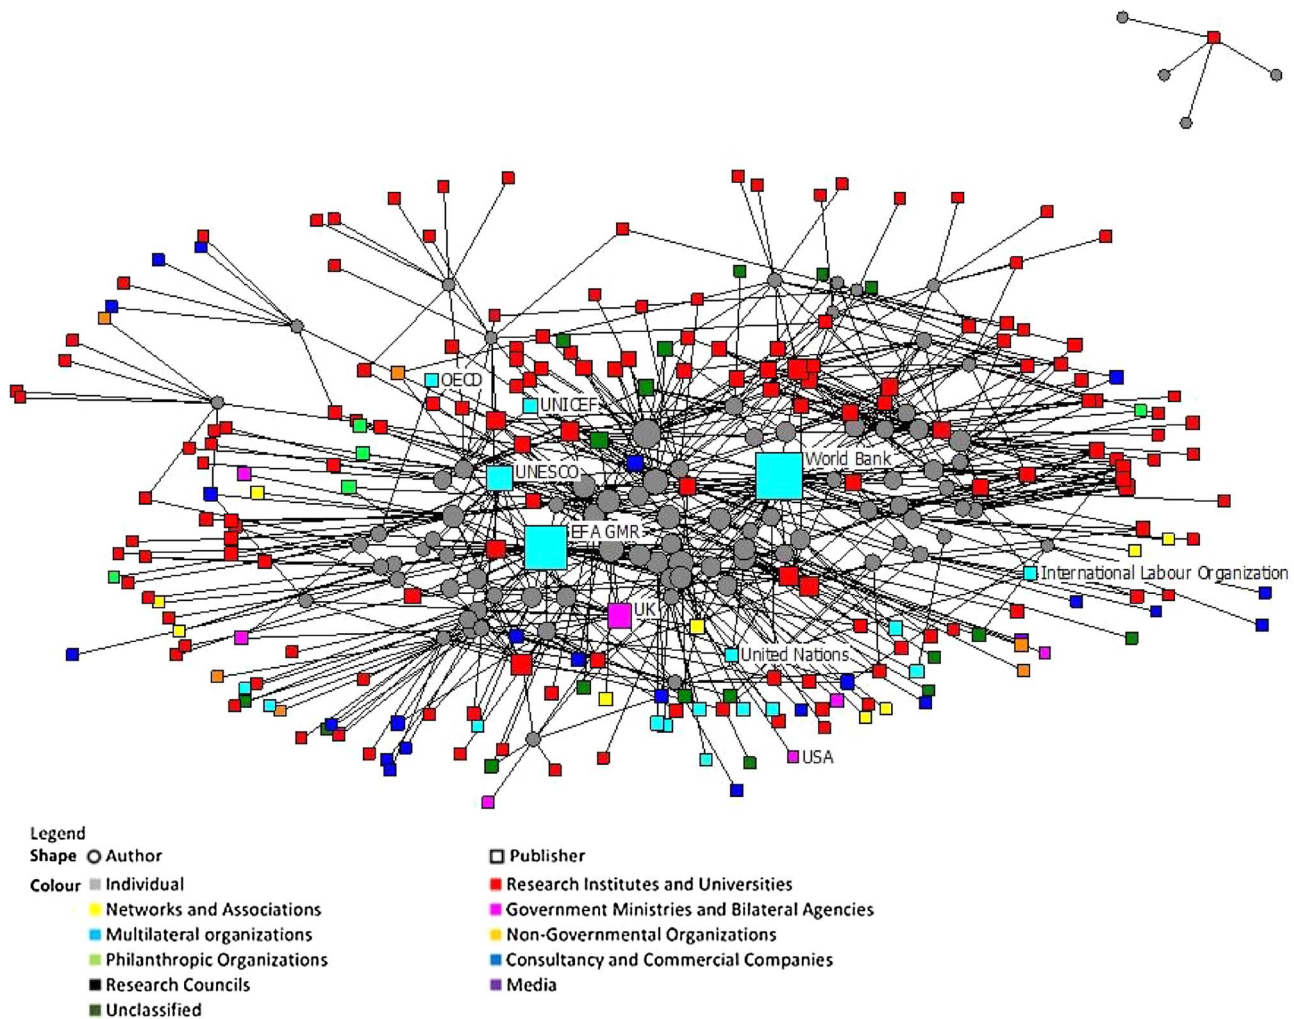 OECD
UNICEF
UNESCO
World Bank
EFA GMR
International Labour Organization
UK
United Nations
USA
Legend
Shape Author Publisher
Colour Individual Research Institutes and Universities
Networks and Associations Government Ministries and Bilateral Agencies
Multilateral organizations Non-Governmental Organizations
Philanthropic Organizations Consultancy and Commercial Companies
Research Councils Media
Unclassified